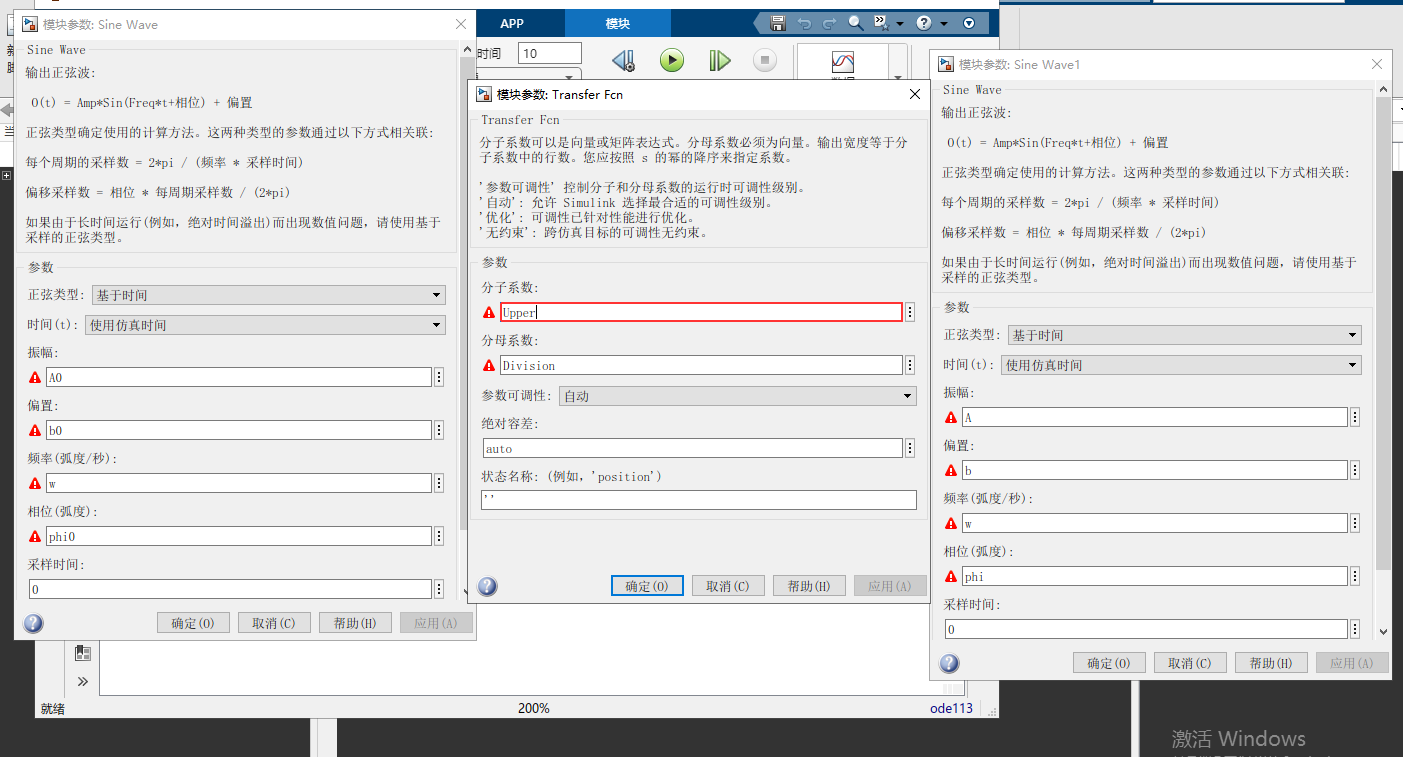 模块参数: Sine Wave
Sine Wave
输出正弦波:
O(t) = Amp*Sin(Freq*t+相位) + 偏置
正弦类型确定使用的计算方法。这两种类型的参数通过以下方式相关联:
每个周期的采样数 = 2*pi / (频率 * 采样时间)
偏移采样数 = 相位 * 每周期采样数 / (2*pi)
如果由于长时间运行(例如, 绝对时间溢出)而出现数值问题, 请使用基于
采样的正弦类型。
参数
正弦类型: 基于时间
时间(t): 使用仿真时间
振幅:
A0
偏置:
b0
频率(弧度/秒):
w
相位(弧度):
phi0
采样时间:
0
确定(O) 取消(C) 帮助(H) 应用(A)
APP 模块
时间 10
模块参数: Transfer Fcn
Transfer Fcn
分子系数可以是向量或矩阵表达式。分母系数必须为向量。输出宽度等于分
子系数中的行数。您应按照 s 的幂的降序来指定系数。
'参数可调性' 控制分子和分母系数的运行时可调性级别。
'自动': 允许 Simulink 选择最合适的可调性级别。
'优化': 可调性已针对性能进行优化。
'无约束': 跨仿真目标的可调性无约束。
参数
分子系数:
Upper
分母系数:
Division
参数可调性: 自动
绝对容差:
auto
状态名称: (例如, 'position')
''
确定(O) 取消(C) 帮助(H) 应用(A)
模块参数: Sine Wave1
Sine Wave
输出正弦波:
O(t) = Amp*Sin(Freq*t+相位) + 偏置
正弦类型确定使用的计算方法。这两种类型的参数通过以下方式相关联:
每个周期的采样数 = 2*pi / (频率 * 采样时间)
偏移采样数 = 相位 * 每周期采样数 / (2*pi)
如果由于长时间运行(例如, 绝对时间溢出)而出现数值问题, 请使用基于
采样的正弦类型。
参数
正弦类型: 基于时间
时间(t): 使用仿真时间
振幅:
A
偏置:
b
频率(弧度/秒):
w
相位(弧度):
phi
采样时间:
0
确定(O) 取消(C) 帮助(H) 应用(A)
就绪 200% ode113
激活 Windows